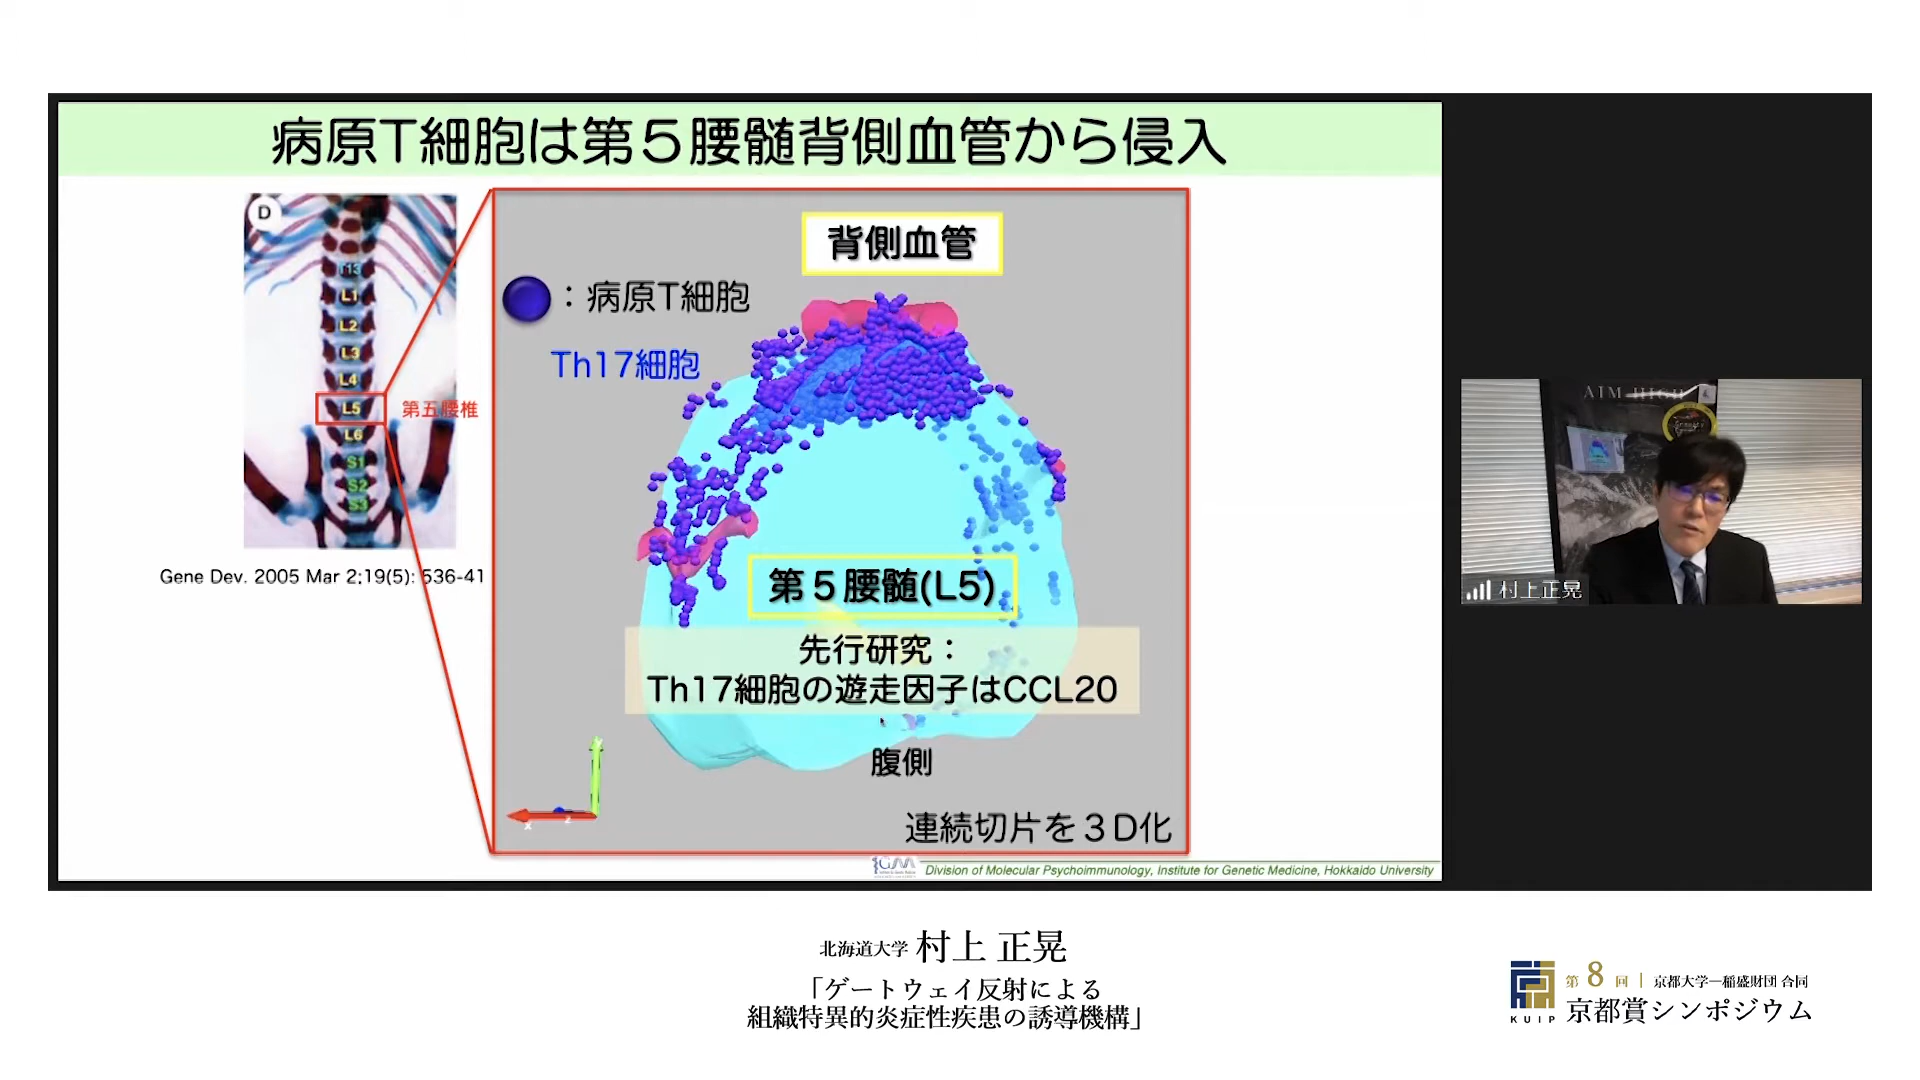 病原T細胞は第５腰髄背側血管から侵入
D
T13
L1
L2
L3
L4
L5
L6
S1
S2
S3
第五腰椎
Gene Dev. 2005 Mar 2;19(5): 536-41
背側血管
：病原T細胞
Th17細胞
第５腰髄(L5)
先行研究：
Th17細胞の遊走因子はCCL20
腹側
連続切片を３D化
x
z
IGM
Division of Molecular Psychoimmunology, Institute for Genetic Medicine, Hokkaido University
AIM HIGH
村上正晃
北海道大学 村上 正晃
「ゲートウェイ反射による
組織特異的炎症性疾患の誘導機構」
KUIP
第8回 | 京都大学―稲盛財団 合同
京都賞シンポジウム